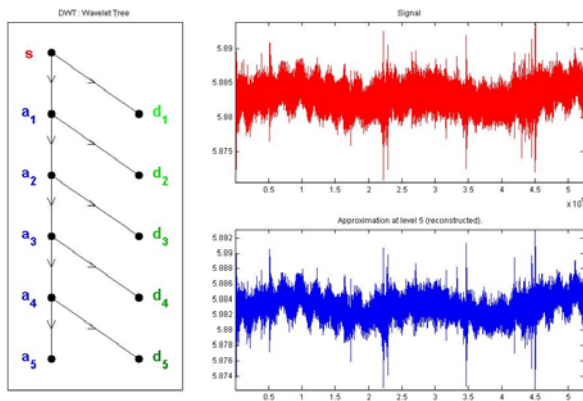 DWT : Wavelet Tree
s
a1 d1
a2 d2
a3 d3
a4 d4
a5 d5
Signal
5.89
5.885
5.88
5.875
0.5 1 1.5 2 2.5 3 3.5 4 4.5 5
Approximation at level 5 (reconstructed).
5.892
5.89
5.888
5.886
5.884
5.882
5.88
5.878
5.876
5.874
0.5 1 1.5 2 2.5 3 3.5 4 4.5 5